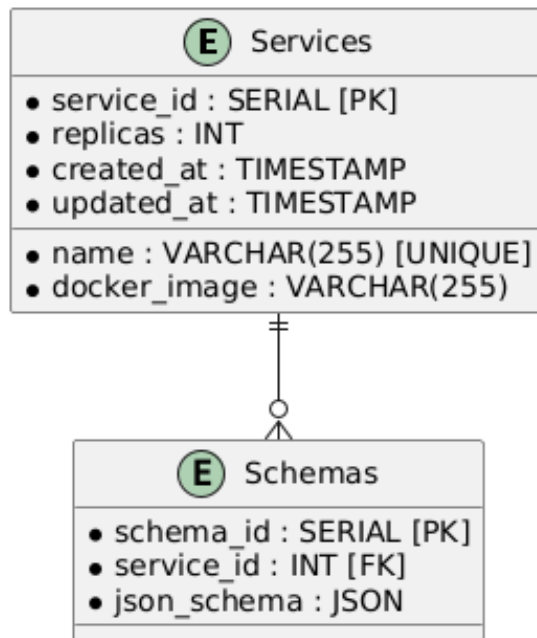 E Services
service_id : SERIAL [PK]
replicas : INT
created_at : TIMESTAMP
updated_at : TIMESTAMP
name : VARCHAR(255) [UNIQUE]
docker_image : VARCHAR(255)
E Schemas
schema_id : SERIAL [PK]
service_id : INT [FK]
json_schema : JSON